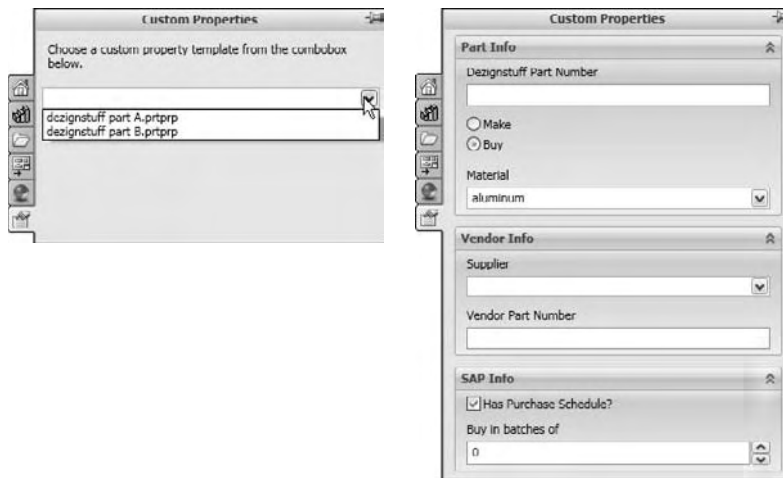 Custom Properties
Choose a custom property template from the combobox
below.
dezignstuff part A.prtprp
dezignstuff part B.prtprp
Custom Properties
Part Info
Dezignstuff Part Number
Make
Buy
Material
aluminum
Vendor Info
Supplier
Vendor Part Number
SAP Info
Has Purchase Schedule?
Buy in batches of
0